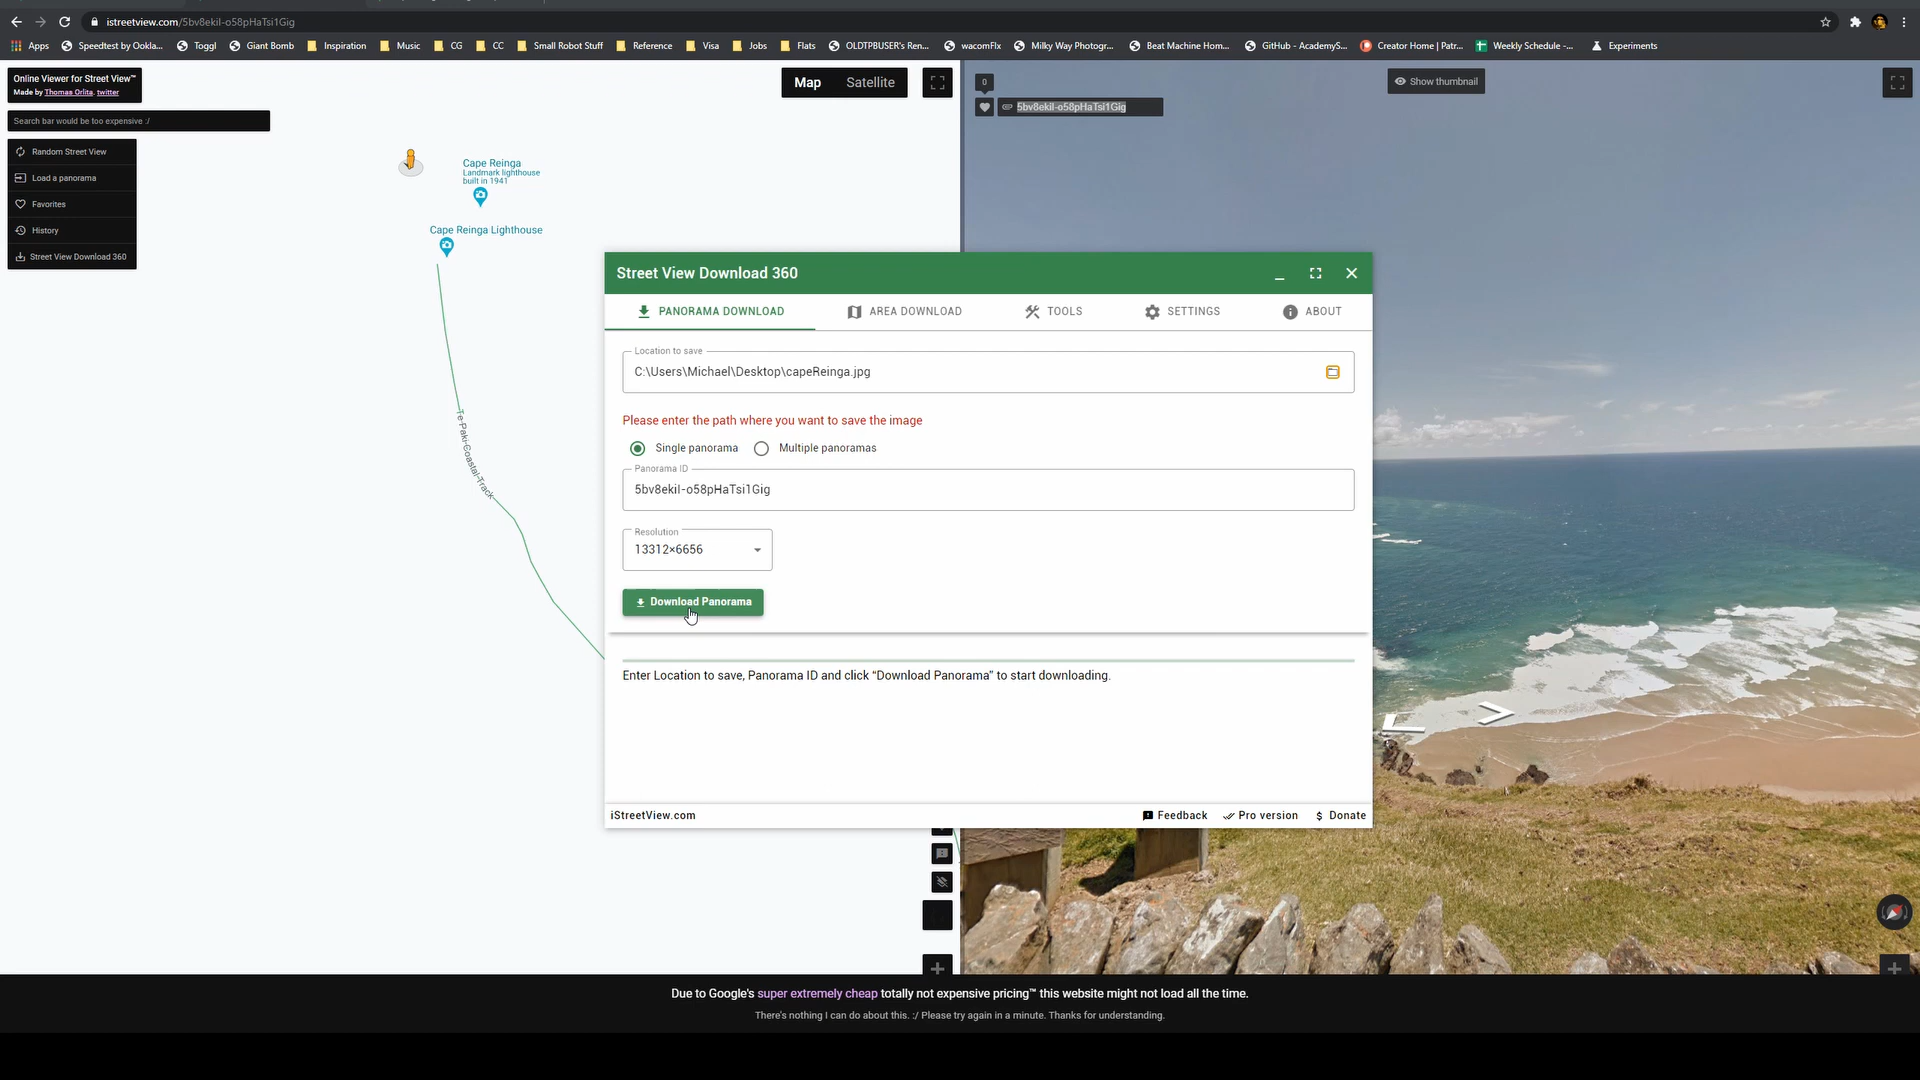 istreetview.com/5bv8ekiI-o58pHaTsi1Gig
Apps
Speedtest by Ookla...
Toggl
Giant Bomb
Inspiration
Music
CG
CC
Small Robot Stuff
Reference
Visa
Jobs
Flats
OLDTPBUSER's Ren...
wacomFIx
Milky Way Photogr...
Beat Machine Hom...
GitHub - AcademyS...
Creator Home | Patr...
Weekly Schedule -...
Experiments
Online Viewer for Street View™
Made by Thomas Orlita. twitter
Search bar would be too expensive :/
Random Street View
Load a panorama
Favorites
History
Street View Download 360
Map
Satellite
Cape Reinga
Landmark lighthouse
built in 1941
Cape Reinga Lighthouse
Te Paki Coastal Track
0
5bv8ekiI-o58pHaTsi1Gig
Show thumbnail
Street View Download 360
PANORAMA DOWNLOAD
AREA DOWNLOAD
TOOLS
SETTINGS
ABOUT
Location to save
C:\Users\Michael\Desktop\capeReinga.jpg
Please enter the path where you want to save the image
Single panorama
Multiple panoramas
Panorama ID
5bv8ekiI-o58pHaTsi1Gig
Resolution
13312×6656
Download Panorama
Enter Location to save, Panorama ID and click “Download Panorama” to start downloading.
iStreetView.com
Feedback
Pro version
$ Donate
Due to Google's super extremely cheap totally not expensive pricing™ this website might not load all the time.
There's nothing I can do about this. :/ Please try again in a minute. Thanks for understanding.